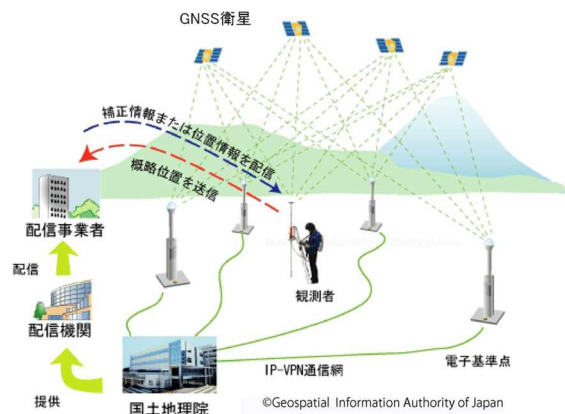 GNSS衛星
補正情報または位置情報を配信
概略位置を送信
配信事業者
配信
配信機関
提供
国土地理院
観測者
IP-VPN通信網
電子基準点
©Geospatial Information Authority of Japan